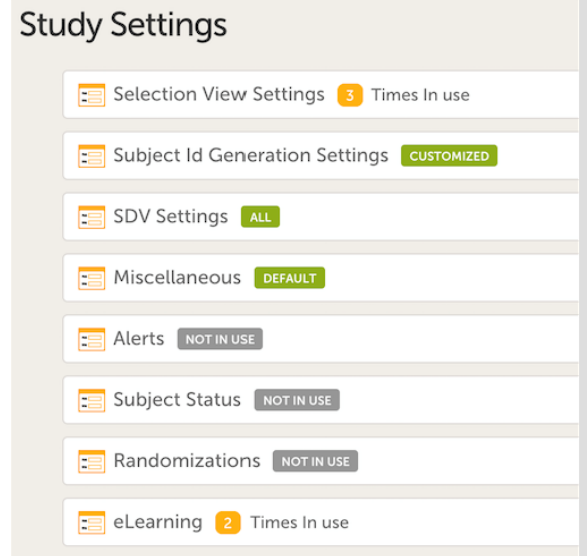 Study Settings
Selection View Settings 3 Times In use
Subject Id Generation Settings CUSTOMIZED
SDV Settings ALL
Miscellaneous DEFAULT
Alerts NOT IN USE
Subject Status NOT IN USE
Randomizations NOT IN USE
eLearning 2 Times In use